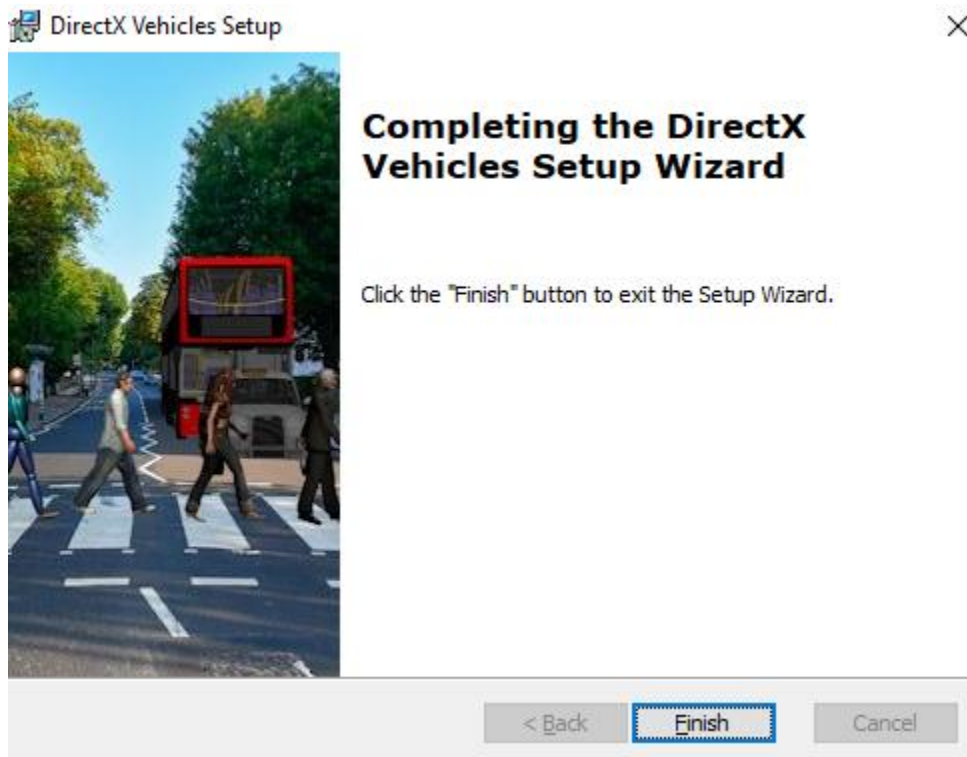 DirectX Vehicles Setup
Completing the DirectX
Vehicles Setup Wizard
Click the "Finish" button to exit the Setup Wizard.
< Back
Finish
Cancel